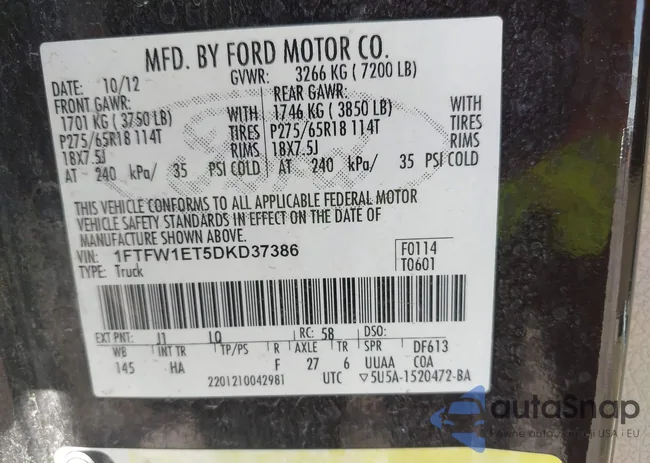 MFD. BY FORD MOTOR CO.
DATE: 10/12 GVWR: 3266 KG ( 7200 LB)
FRONT GAWR: REAR GAWR:
1701 KG ( 3750 LB) WITH 1746 KG ( 3850 LB) WITH
P275/65R18 114T TIRES P275/65R18 114T TIRES
18X7.5J RIMS 18X7.5J RIMS
AT 240 kPa/ 35 PSI COLD AT 240 kPa/ 35 PSI COLD
THIS VEHICLE CONFORMS TO ALL APPLICABLE FEDERAL MOTOR
VEHICLE SAFETY STANDARDS IN EFFECT ON THE DATE OF
MANUFACTURE SHOWN ABOVE.
VIN: 1FTFW1ET5DKD37386 F0114
TYPE: Truck T0601
EXT PNT: J1 LQ RC: 58 DSO:
WB INT TR TP/PS R AXLE TR SPR DF613
145 HA F 27 6 UUAA COA
2201210042981 UTC ▽5U5A-1520472-BA
autoSnap
USA i EU